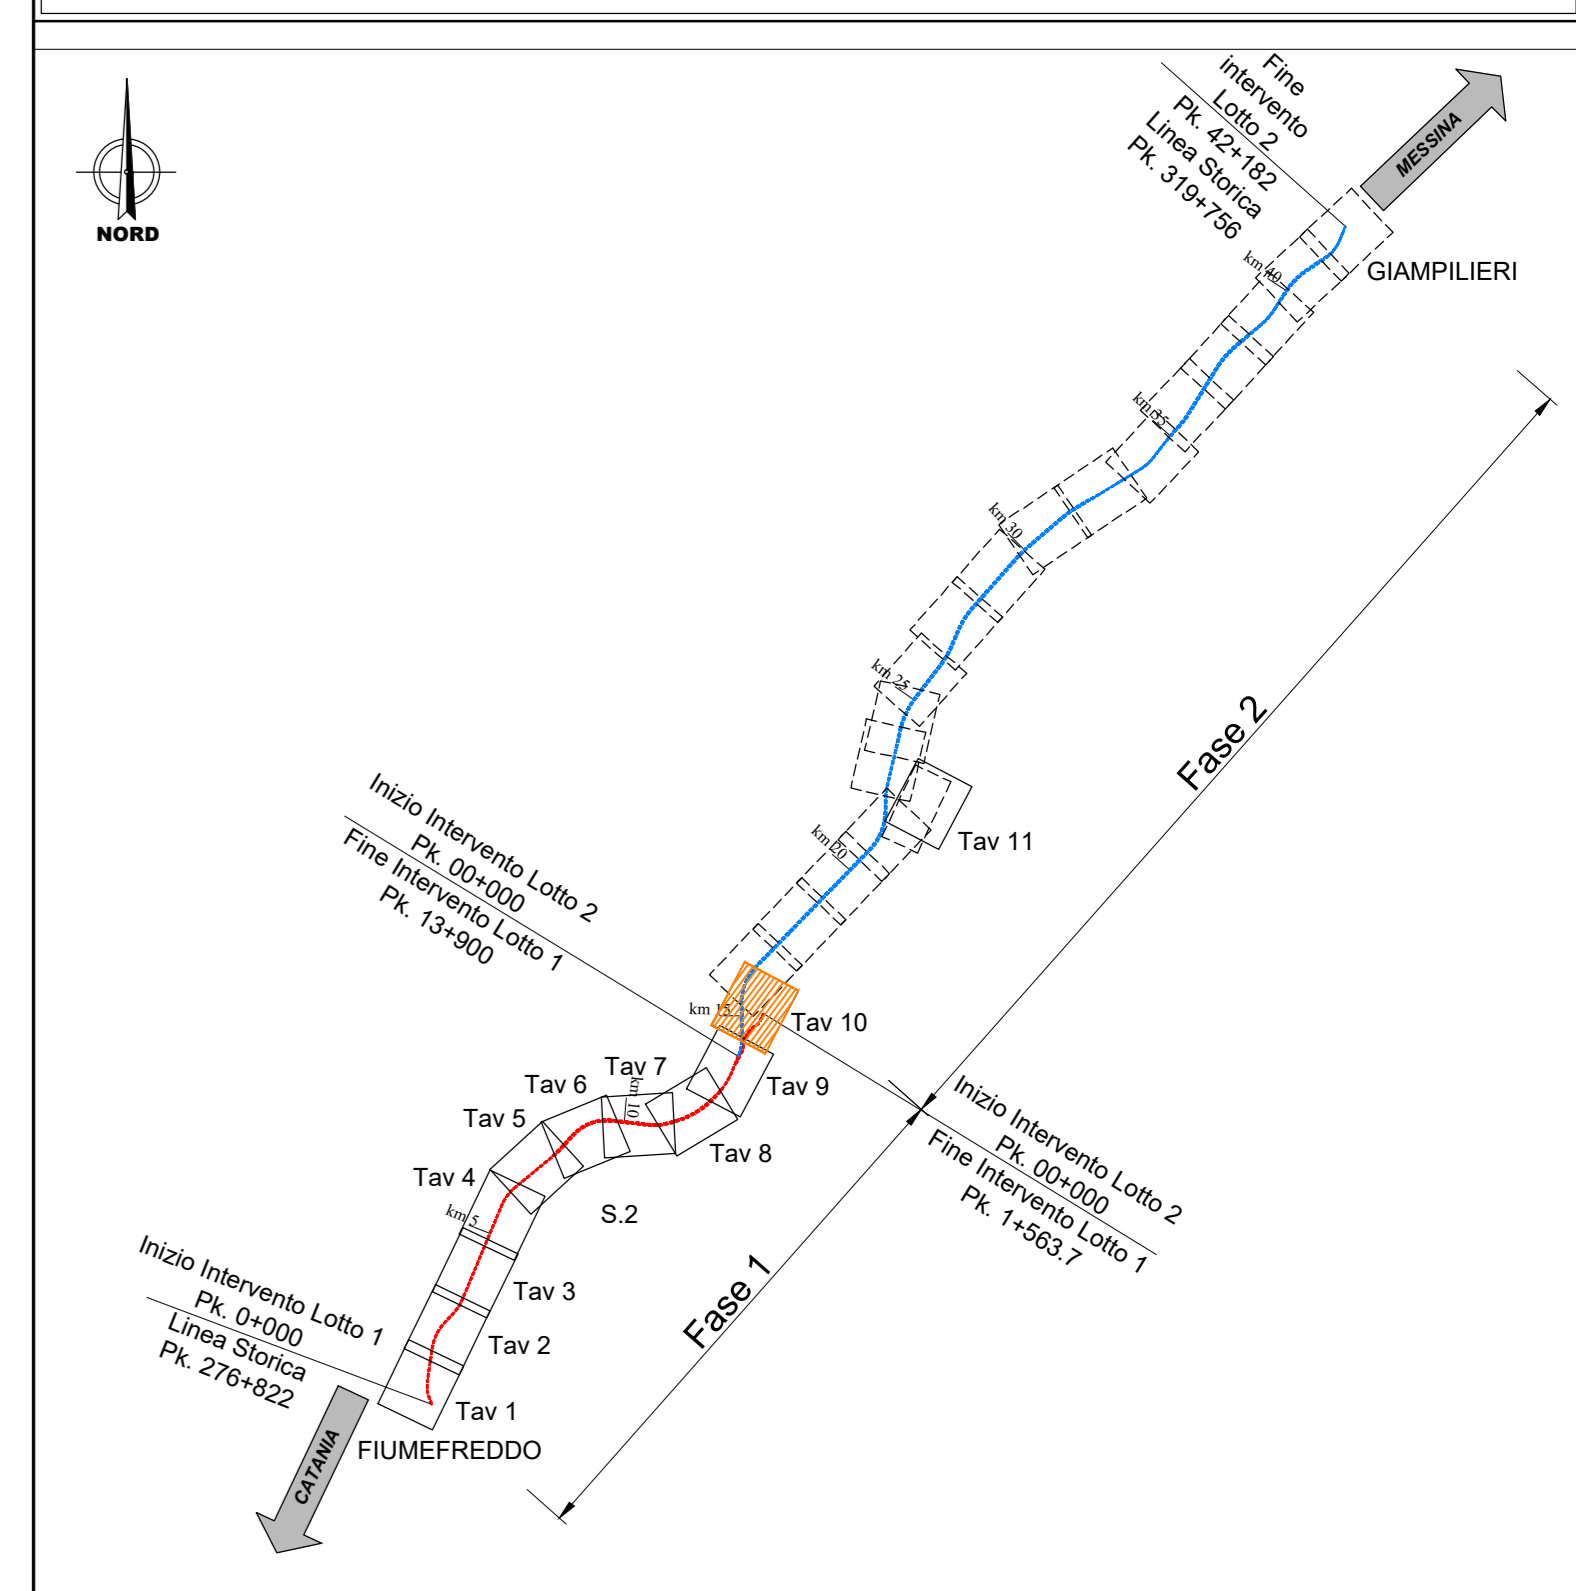 NORD
Fine
intervento
Lotto 2
Pk. 42+182
Linea Storica
Pk. 319+756
MESSINA
GIAMPILIERI
km 40
km 35
km 30
km 25
km 20
Fase 2
Tav 11
Inizio Intervento Lotto 2
Pk. 00+000
Fine Intervento Lotto 1
Pk. 13+900
km 15
Tav 10
Tav 9
Tav 7
Tav 6
km 10
Tav 5
Tav 8
Tav 4
S.2
km 5
Inizio Intervento Lotto 2
Pk. 00+000
Fine Intervento Lotto 1
Pk. 1+563.7
Fase 1
Tav 3
Tav 2
Inizio Intervento Lotto 1
Pk. 0+000
Linea Storica
Pk. 276+822
Tav 1
FIUMEFREDDO
CATANIA